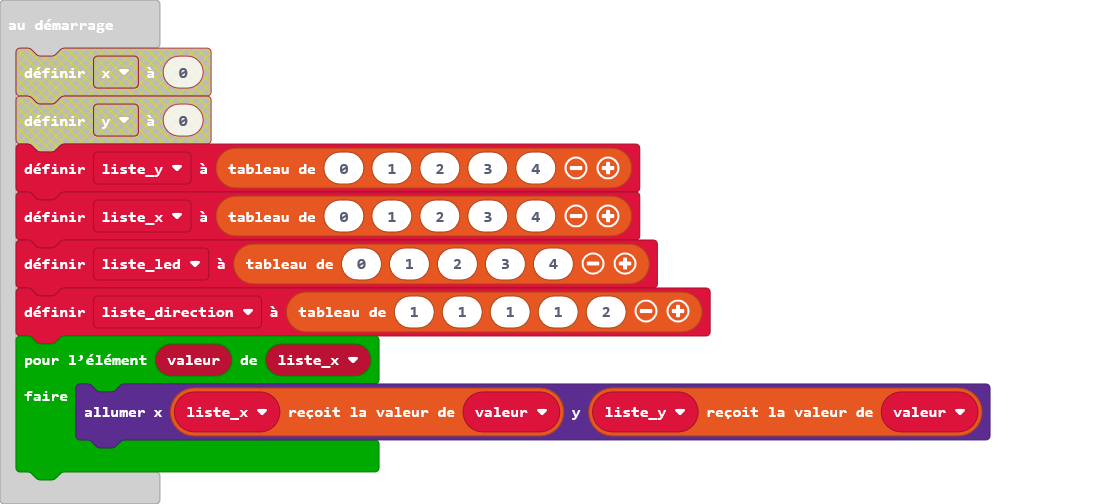 au démarrage
définir x à 0
définir y à 0
définir liste_y à tableau de 0 1 2 3 4
définir liste_x à tableau de 0 1 2 3 4
définir liste_led à tableau de 0 1 2 3 4
définir liste_direction à tableau de 1 1 1 1 2
pour l’élément valeur de liste_x
faire
allumer x liste_x reçoit la valeur de valeur y liste_y reçoit la valeur de valeur